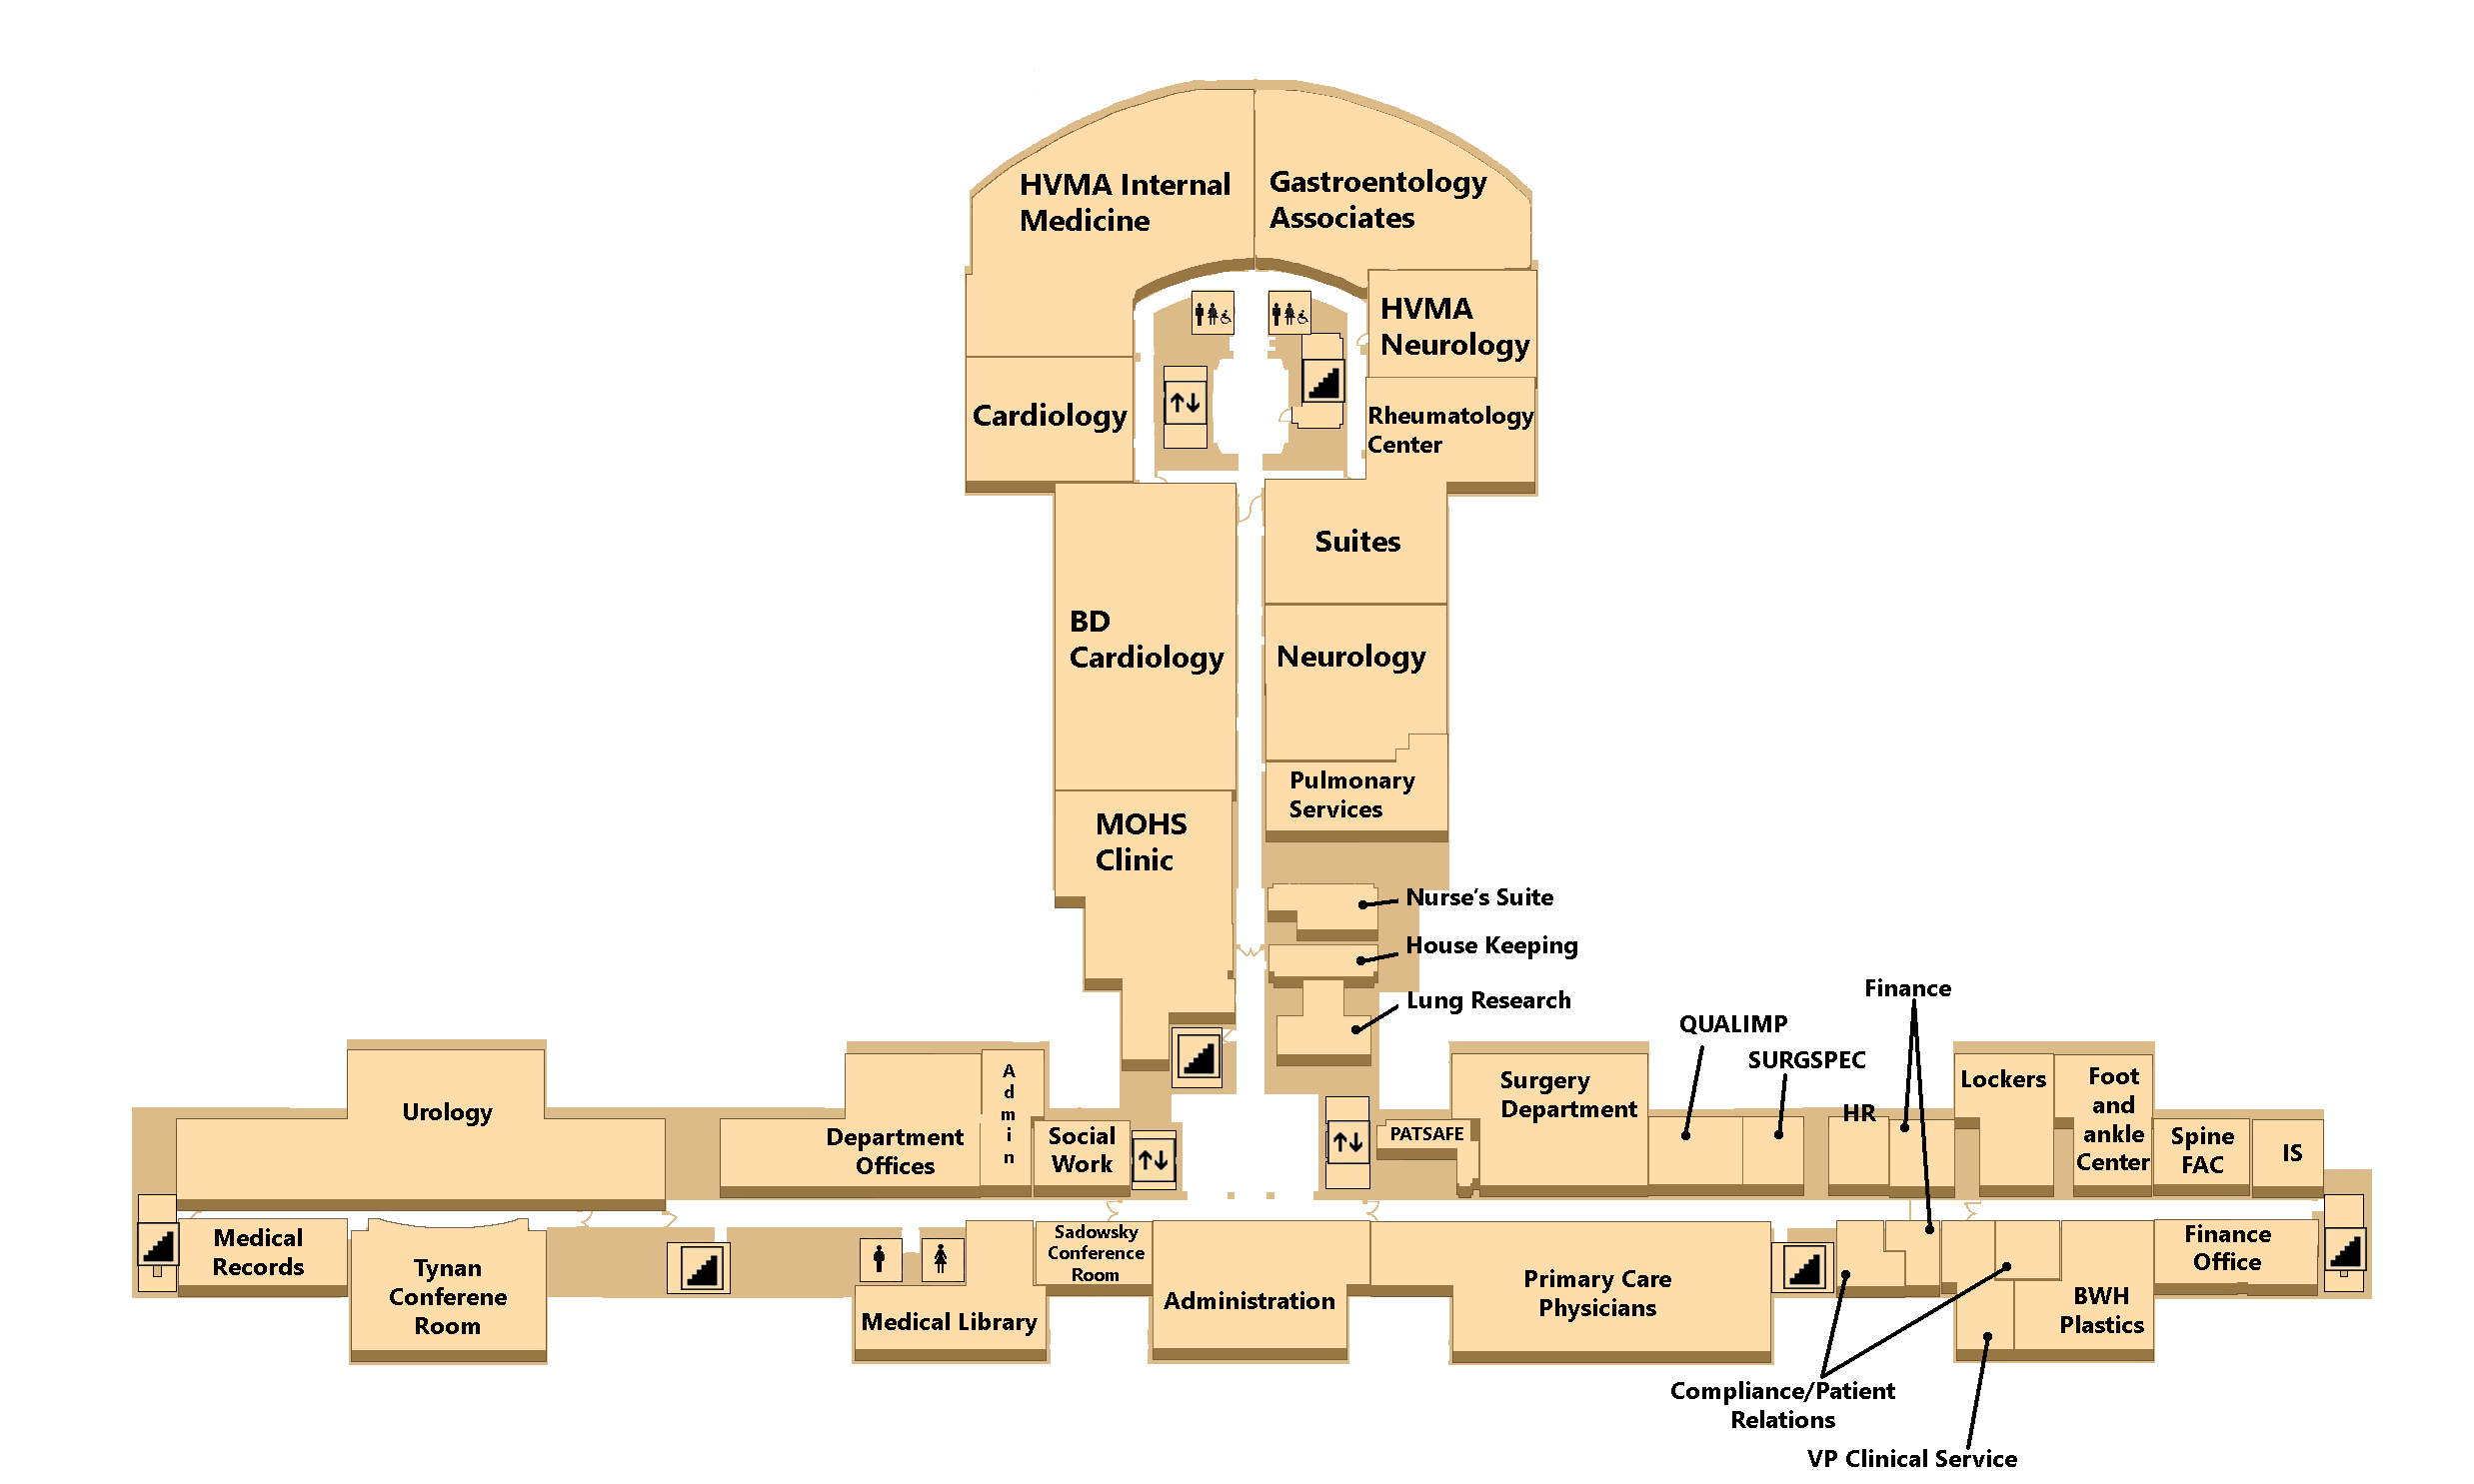 HVMA Internal
Medicine
Gastroentology
Associates
HVMA
Neurology
Cardiology
Rheumatology
Center
Suites
BD
Cardiology
Neurology
Pulmonary
Services
MOHS
Clinic
Nurse's Suite
House Keeping
Lung Research
Finance
QUALIMP
SURGSPEC
Urology
Department
Offices
Admin
Social
Work
PATSAFE
Surgery
Department
HR
Lockers
Foot
and
ankle
Center
Spine
FAC
IS
Medical
Records
Tynan
Conferene
Room
Medical Library
Sadowsky
Conference
Room
Administration
Primary Care
Physicians
BWH
Plastics
Finance
Office
Compliance/Patient
Relations
VP Clinical Service